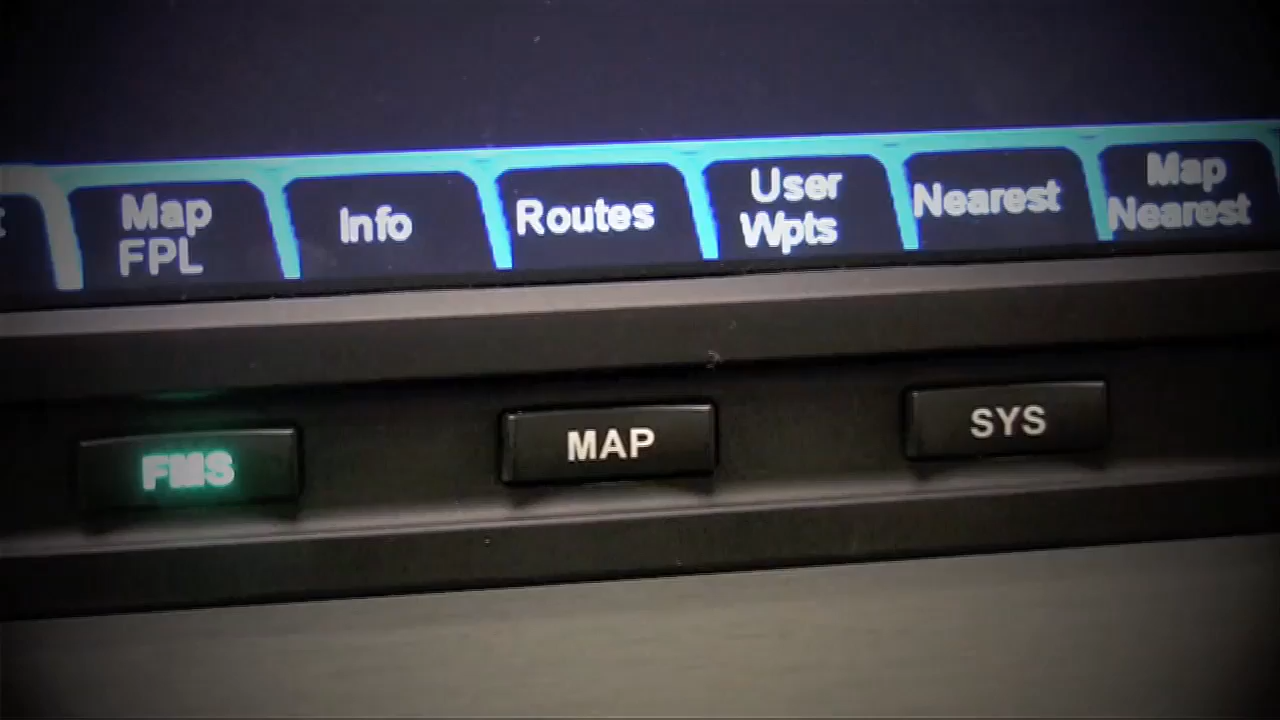 Map
FPL
Info
Routes
User
Wpts
Nearest
Map
Nearest
FMS
MAP
SYS